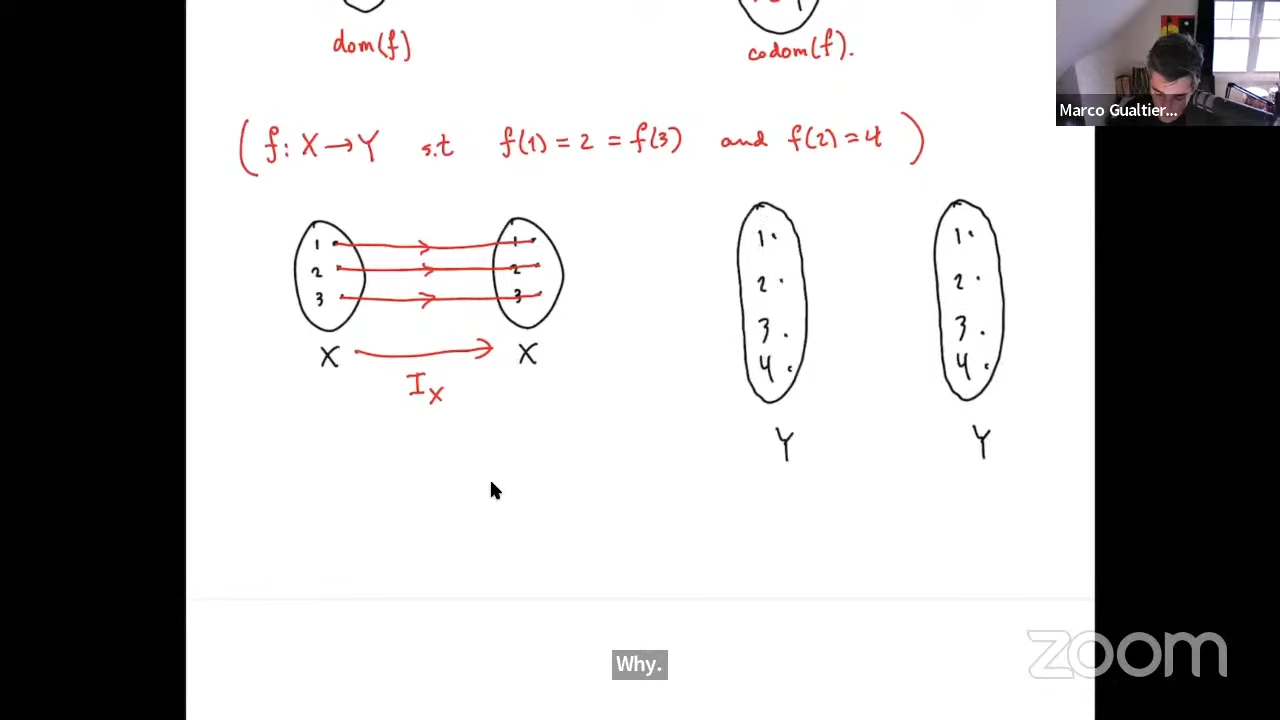 dom(f)
codom(f).
Marco Gualtier...
(f: X→Y s.t f(1) = 2 = f(3) and f(2) = 4)
1 1 1 1
2 2 2 2
3 3 3 3
4 4
X X
I_X
Y Y
Why.
zoom